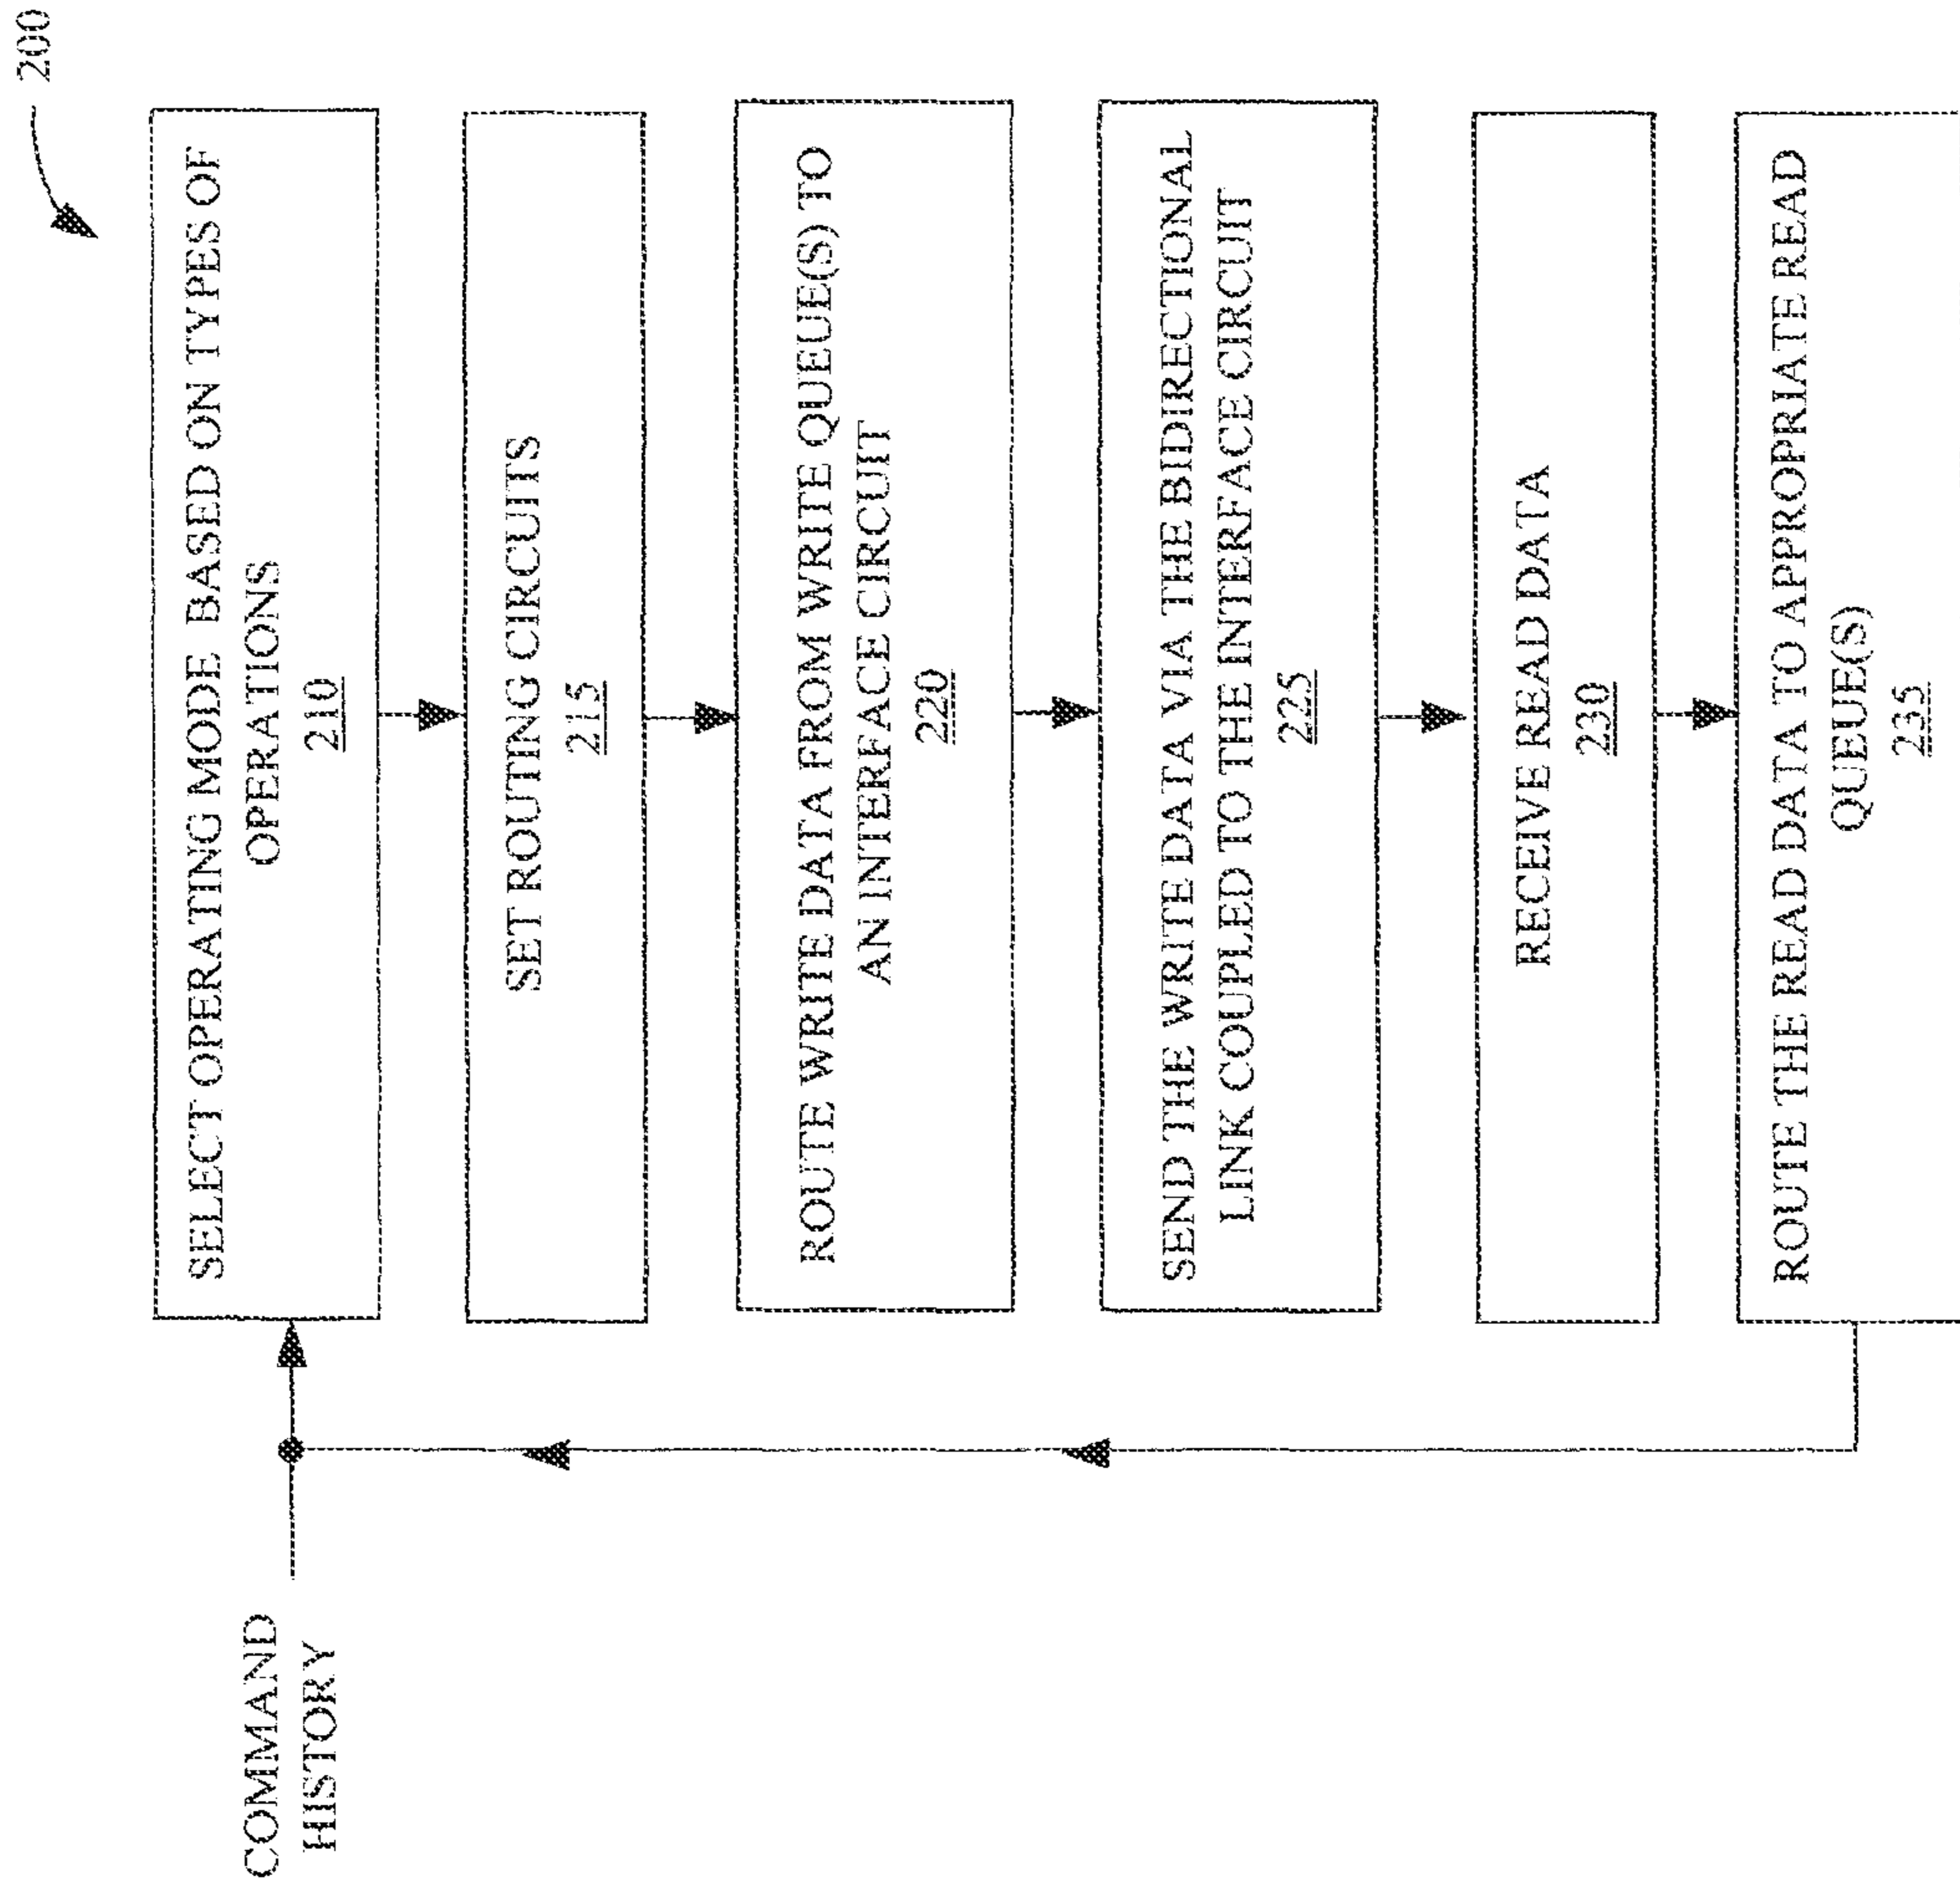 200
COMMAND
HISTORY
SELECT OPERATING MODE BASED ON TYPES OF
OPERATIONS
210
SET ROUTING CIRCUITS
215
ROUTE WRITE DATA FROM WRITE QUEUE(S) TO
AN INTERFACE CIRCUIT
220
SEND THE WRITE DATA VIA THE BIDIRECTIONAL
LINK COUPLED TO THE INTERFACE CIRCUIT
225
RECEIVE READ DATA
230
ROUTE THE READ DATA TO APPROPRIATE READ
QUEUE(S)
235